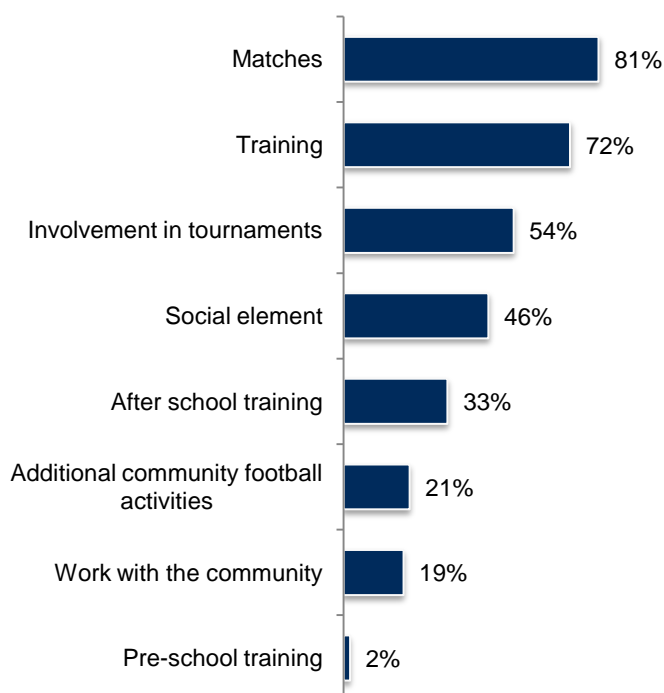 Matches 81%
Training 72%
Involvement in tournaments 54%
Social element 46%
After school training 33%
Additional community football
activities 21%
Work with the community 19%
Pre-school training 2%